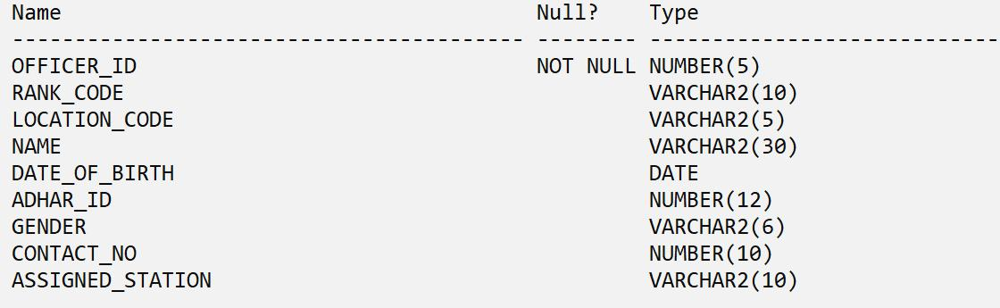 Name Null? Type
----------------------------------------- -------- ----------------------------
OFFICER_ID NOT NULL NUMBER(5)
RANK_CODE VARCHAR2(10)
LOCATION_CODE VARCHAR2(5)
NAME VARCHAR2(30)
DATE_OF_BIRTH DATE
ADHAR_ID NUMBER(12)
GENDER VARCHAR2(6)
CONTACT_NO NUMBER(10)
ASSIGNED_STATION VARCHAR2(10)